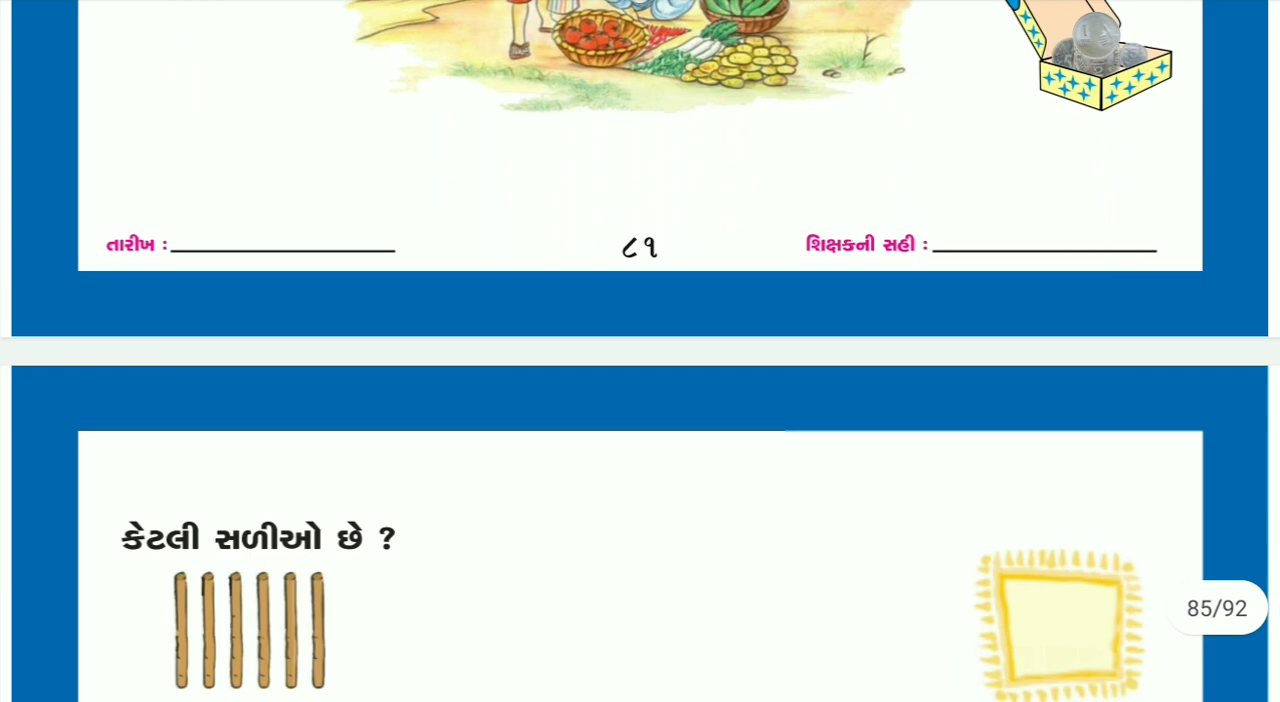 તારીખ : ૮૧ શિક્ષકની સહી :
કેટલી સળીઓ છે ?
85/92